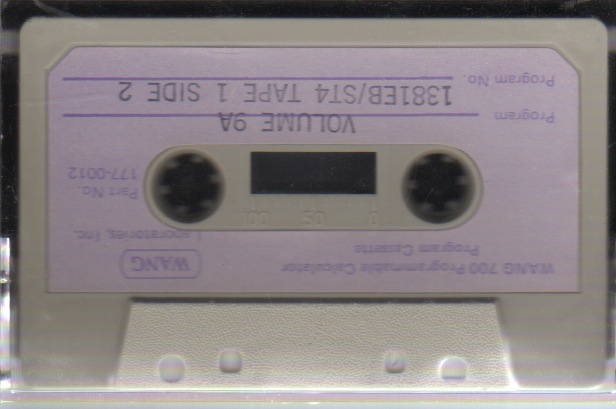 WANG 700 Programmable Calculator
Program Cassette
WANG
Laboratories, Inc.
100 50 0
Part No.
177-0012
Program VOLUME 9A
Program No. 1381EB/ST4 TAPE 1 SIDE 2